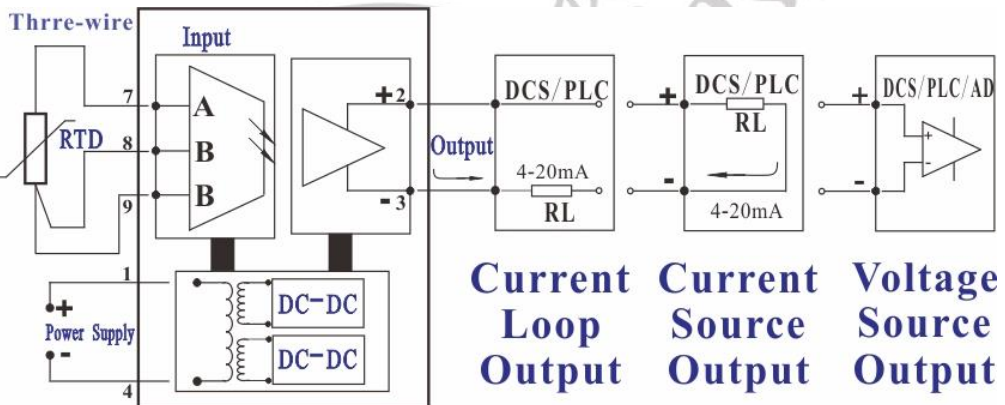 Thrre-wire
Input
7
A
+2
DCS/PLC
+
DCS/PLC
+
DCS/PLC/AD
RL
+
-
RTD
8
B
Output
9
B
-3
4-20mA
RL
-
4-20mA
-
1
+
Power Supply
-
4
DC-DC
DC-DC
Current
Loop
Output
Current
Source
Output
Voltage
Source
Output